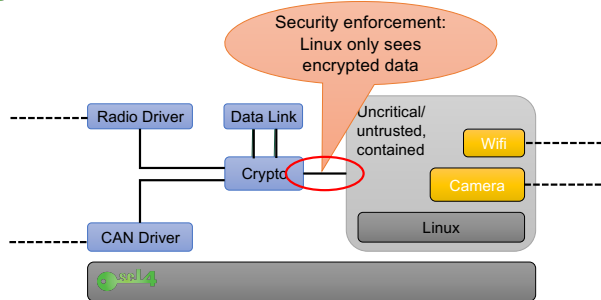 Security enforcement:
Linux only sees
encrypted data
Radio Driver
Data Link
Uncritical/
untrusted,
contained
Wifi
Crypto
Camera
Linux
CAN Driver
seL4